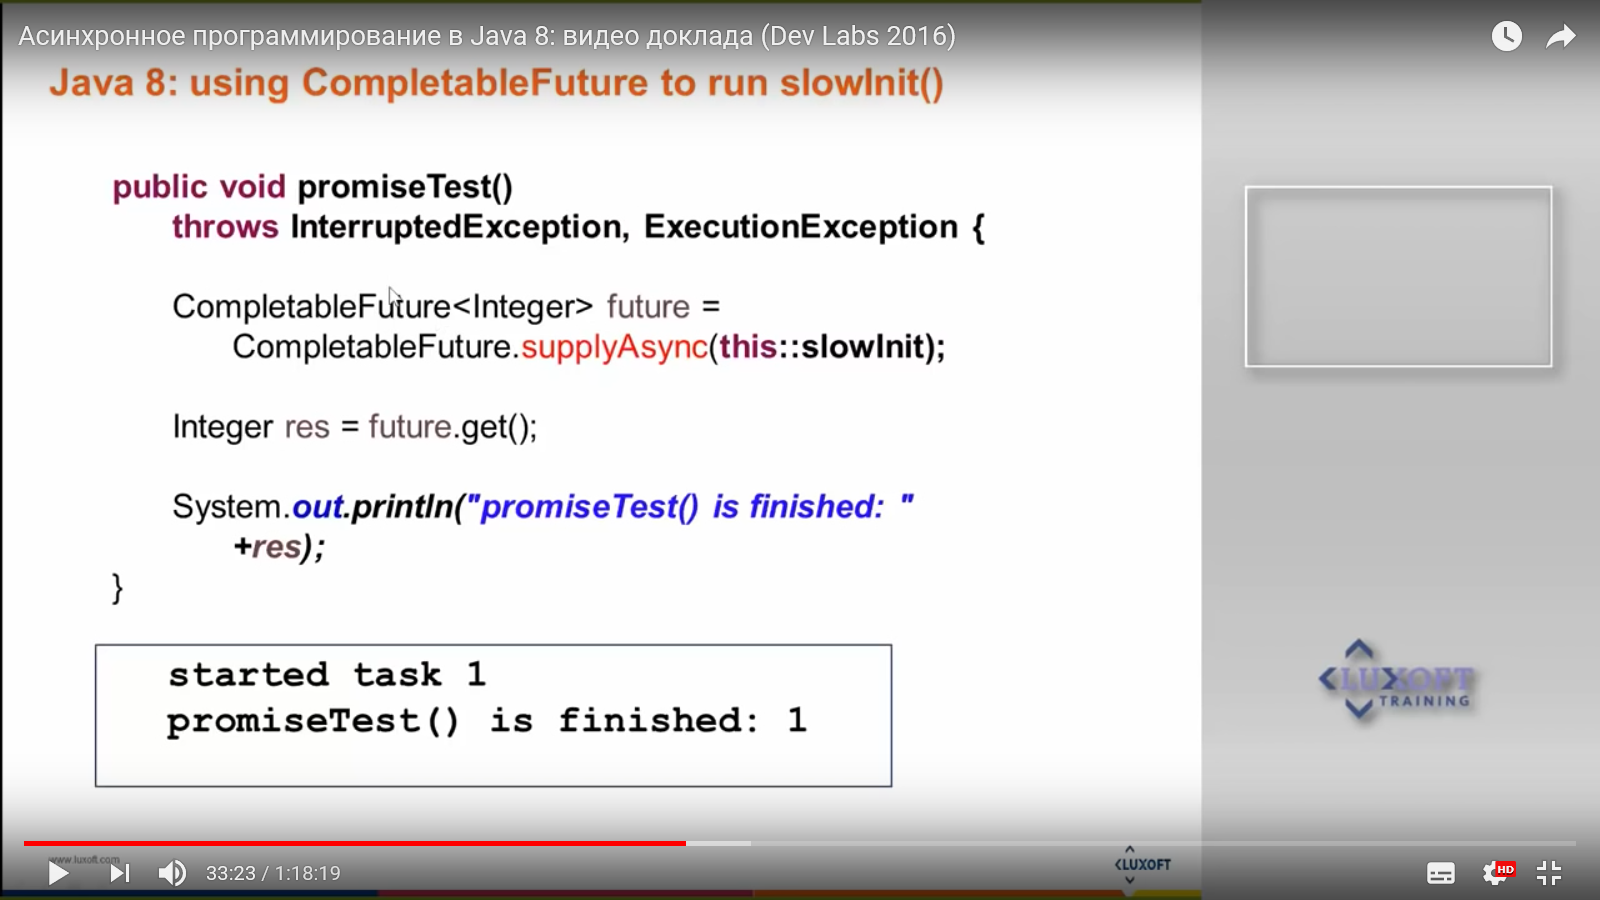 Асинхронное программирование в Java 8: видео доклада (Dev Labs 2016)
Java 8: using CompletableFuture to run slowInit()
public void promiseTest()
throws InterruptedException, ExecutionException {
CompletableFuture<Integer> future =
CompletableFuture.supplyAsync(this::slowInit);
Integer res = future.get();
System.out.println("promiseTest() is finished: "
+res);
}
started task 1
promiseTest() is finished: 1
LUXOFT
TRAINING
www.luxoft.com
33:23 / 1:18:19
LUXOFT
HD